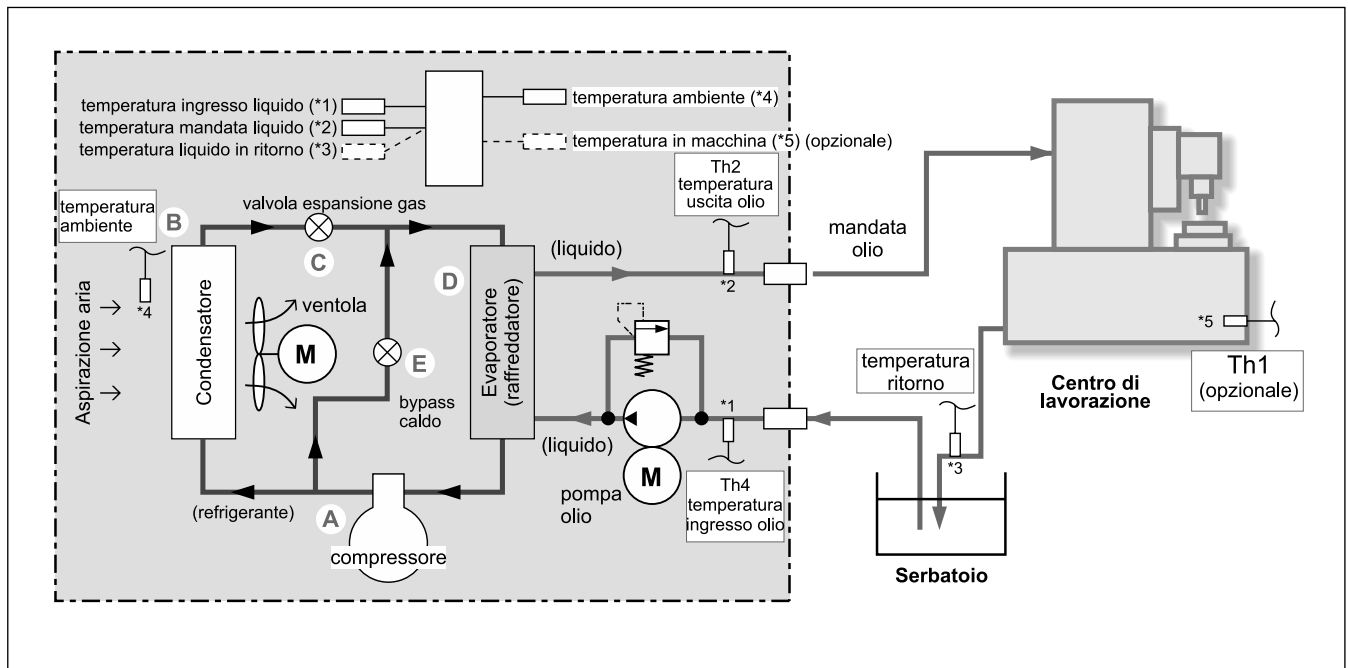 temperatura ingresso liquido (*1)
temperatura mandata liquido (*2)
temperatura liquido in ritorno (*3)
temperatura ambiente (*4)
temperatura in macchina (*5) (opzionale)
Th2
temperatura
uscita olio
temperatura
ambiente
B
valvola espansione gas
C
D
(liquido)
*2
mandata
olio
Aspirazione aria
*4
Condensatore
ventola
M
E
bypass
caldo
Evaporatore
(raffreddatore)
*5
Th1
(opzionale)
Centro di
lavorazione
temperatura
ritorno
*1
*3
(liquido)
M
pompa
olio
Th4
temperatura
ingresso olio
(refrigerante)
A
compressore
Serbatoio